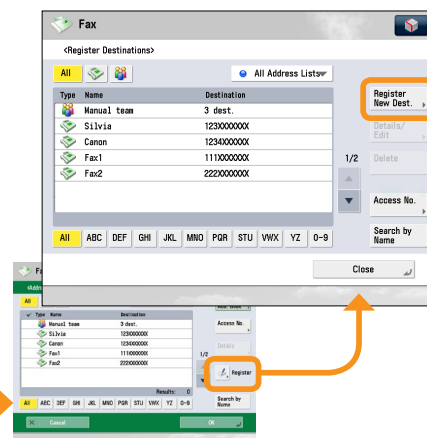 Fax
<Register Destinations>
All All Address Lists
Type Name Destination
Manual team 3 dest.
Silvia 123XXXXXXX
Canon 1234XXXXXX
Fax1 111XXXXXXX
Fax2 222XXXXXXX
1/2
Register New Dest.
Details/ Edit
Delete
Access No.
Search by Name
All ABC DEF GHI JKL MNO PQR STU VWX YZ 0-9
Close
All
Type Name Destination
Manual team 3 dest.
Silvia 123XXXXXXX
Canon 1234XXXXXX
Fax1 111XXXXXXX
Fax2 222XXXXXXX
1/2
Access No.
Details
Register
Results: 0
All ABC DEF GHI JKL MNO PQR STU VWX YZ 0-9
Search by Name
Cancel OK